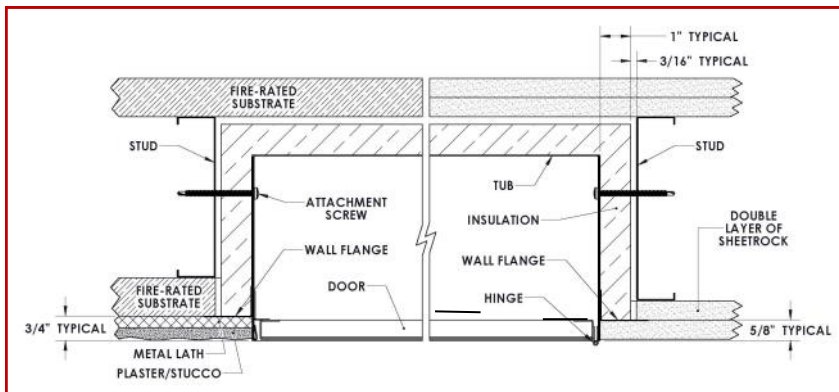 1" TYPICAL
3/16" TYPICAL
FIRE-RATED
SUBSTRATE
STUD
STUD
TUB
ATTACHMENT
SCREW
INSULATION
DOUBLE
LAYER OF
SHEETROCK
WALL FLANGE
WALL FLANGE
FIRE-RATED
SUBSTRATE
DOOR
HINGE
3/4" TYPICAL
5/8" TYPICAL
METAL LATH
PLASTER/STUCCO